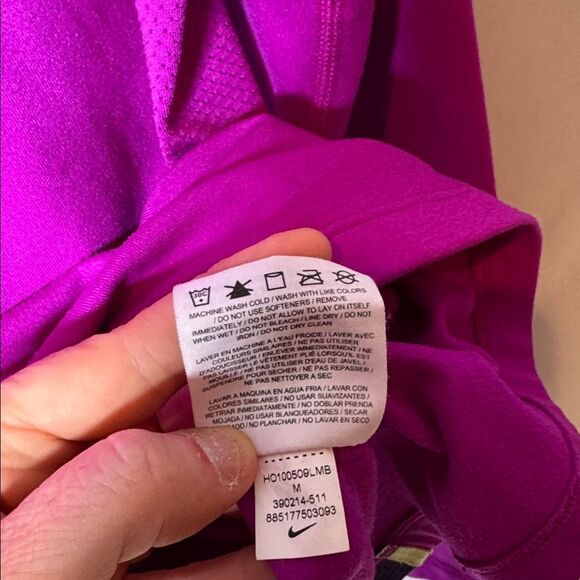 30C
MACHINE WASH COLD / WASH WITH LIKE COLORS
/ DO NOT USE SOFTENERS / REMOVE
IMMEDIATELY / DO NOT ALLOW TO LAY ON ITSELF
WHEN WET / DO NOT BLEACH / LINE DRY / DO NOT
IRON / DO NOT DRY CLEAN
LAVER EN MACHINE A L'EAU FROIDE / LAVER AVEC
COULEURS SIMILAIRES / NE PAS UTILISER
D'ADOUCISSEUR / ENLEVER IMMEDIATEMENT / NE
PAS LAISSER LE VÊTEMENT PLIÉ LORSQU'IL EST
MOUILLÉ / NE PAS UTILISER D'EAU DE JAVEL /
SUSPENDRE POUR SECHER / NE PAS REPASSER /
NE PAS NETTOYER A SEC
LAVAR A MAQUINA EN AGUA FRIA / LAVAR CON
COLORES SIMILARES / NO USAR SUAVIZANTES /
RETIRAR INMEDIATAMENTE / NO DOBLAR PRENDA
MOJADA / NO USAR BLANQUEADORES / SECAR
COLGANDO / NO PLANCHAR / NO LAVAR EN SECO
HO100509LMB
M
390214-511
885177503093